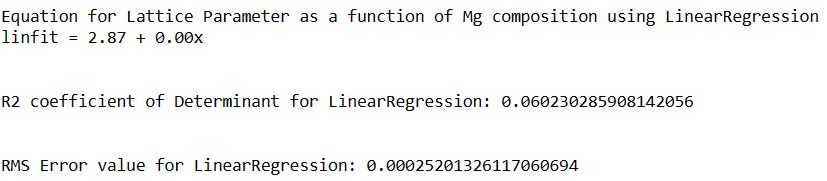 Equation for Lattice Parameter as a function of Mg composition using LinearRegression
linfit = 2.87 + 0.00x
R2 coefficient of Determinant for LinearRegression: 0.060230285908142056
RMS Error value for LinearRegression: 0.00025201326117060694